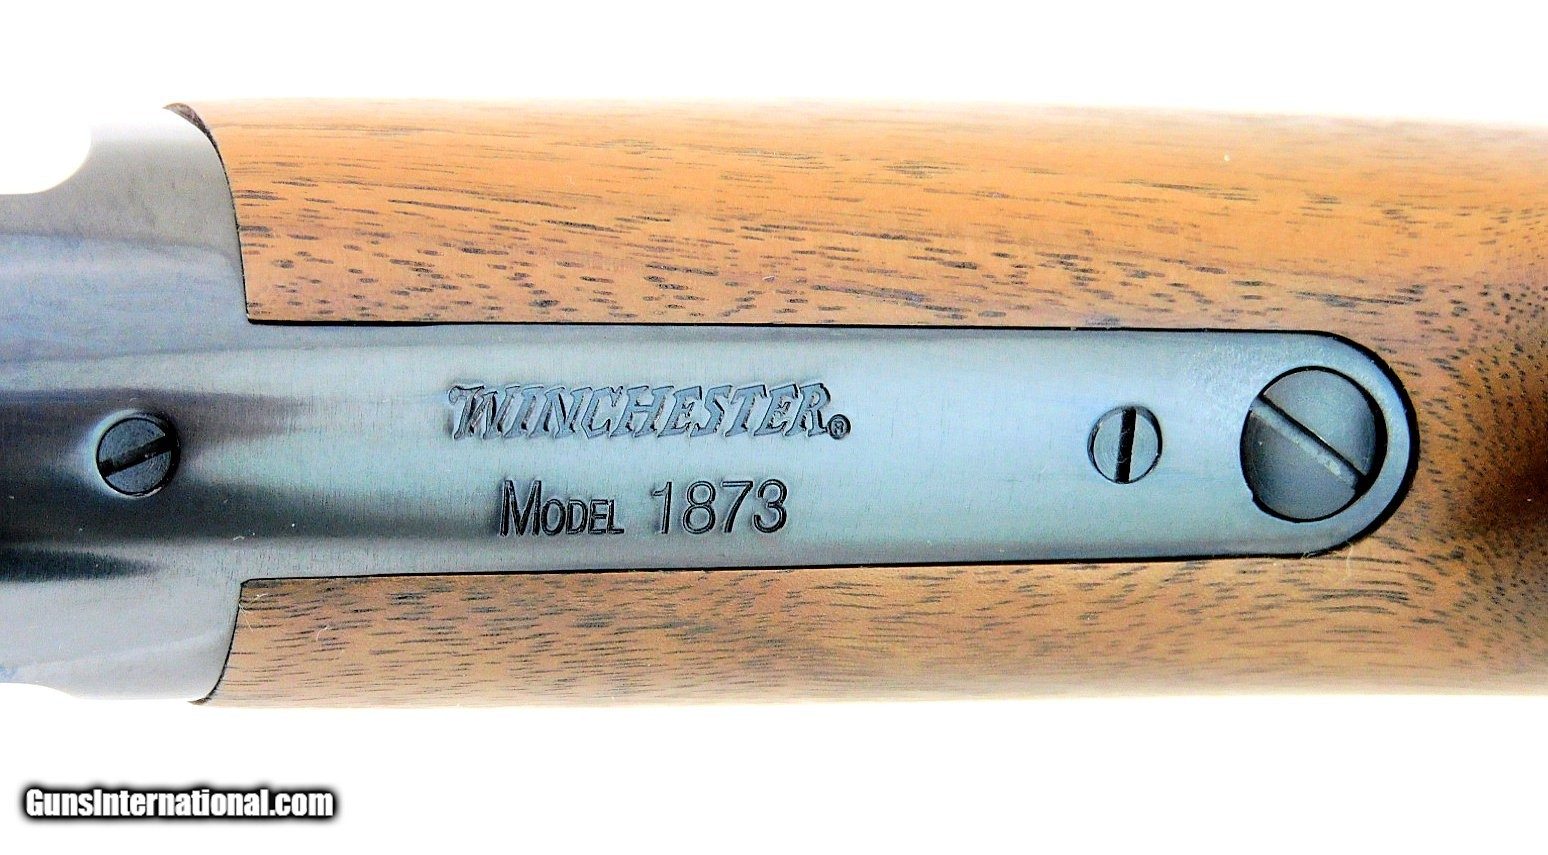 WINCHESTER®
MODEL 1873
GunsInternational.com